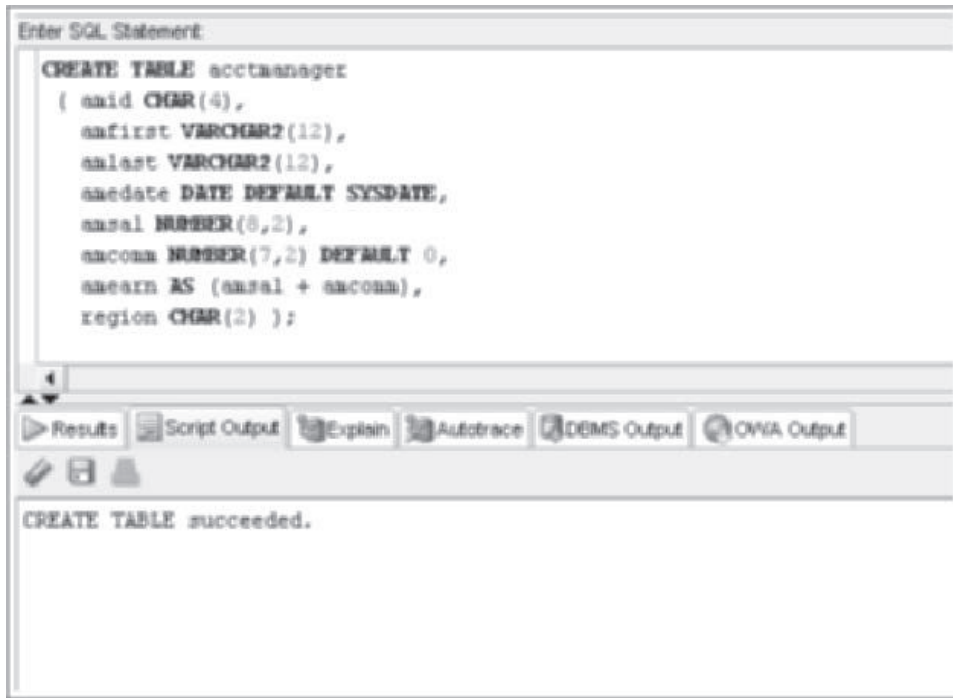 Enter SQL Statement:
CREATE TABLE acctmanager
( amid CHAR(4),
amfirst VARCHAR2(12),
amlast VARCHAR2(12),
amedate DATE DEFAULT SYSDATE,
amsal NUMBER(8,2),
amcomm NUMBER(7,2) DEFAULT 0,
amearn AS (amsal + amcomm),
region CHAR(2) );
Results Script Output Explain Autotrace DBMS Output OWA Output
CREATE TABLE succeeded.